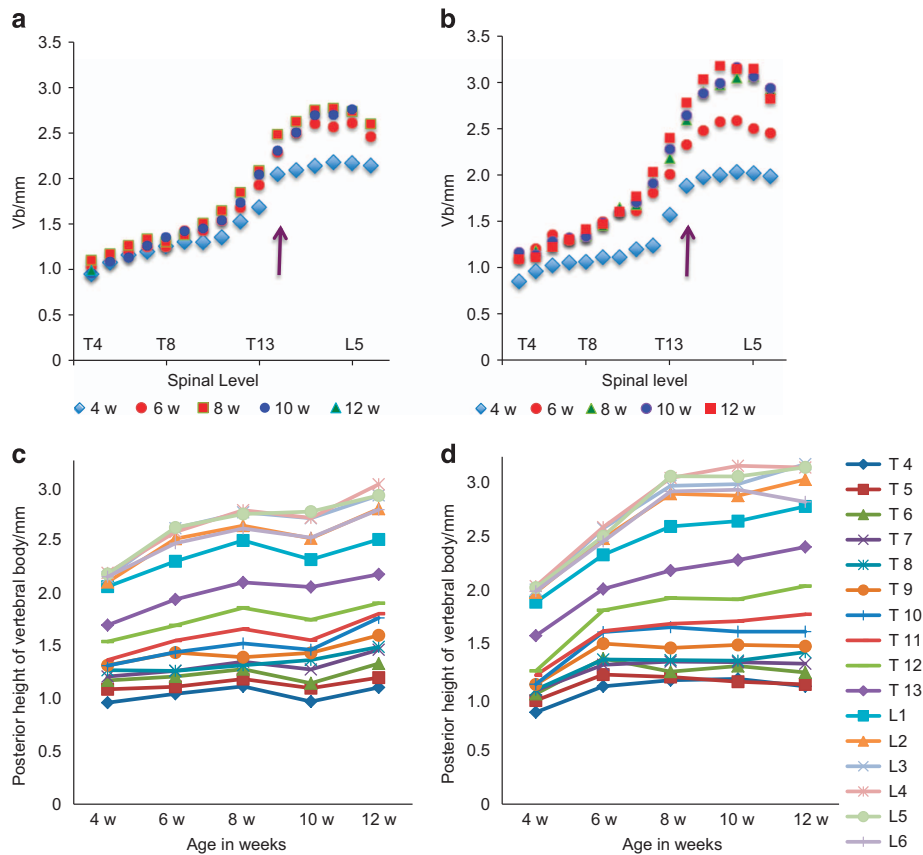 a
Vb/mm
3.5
3.0
2.5
2.0
1.5
1.0
0.5
0
T4 T8 T13 L5
Spinal Level
4 w 6 w 8 w 10 w 12 w
b
Vb/mm
3.5
3.0
2.5
2.0
1.5
1.0
0.5
0
T4 T8 T13 L5
Spinal level
4 w 6 w 8 w 10 w 12 w
c
Posterior height of vertebral body/mm
3.0
2.5
2.0
1.5
1.0
0.5
0
4 w 6 w 8 w 10 w 12 w
Age in weeks
d
Posterior height of vertebral body/mm
3.0
2.5
2.0
1.5
1.0
0.5
0
4 w 6 w 8 w 10 w 12 w
Age in weeks
T 4
T 5
T 6
T 7
T 8
T 9
T 10
T 11
T 12
T 13
L1
L2
L3
L4
L5
L6